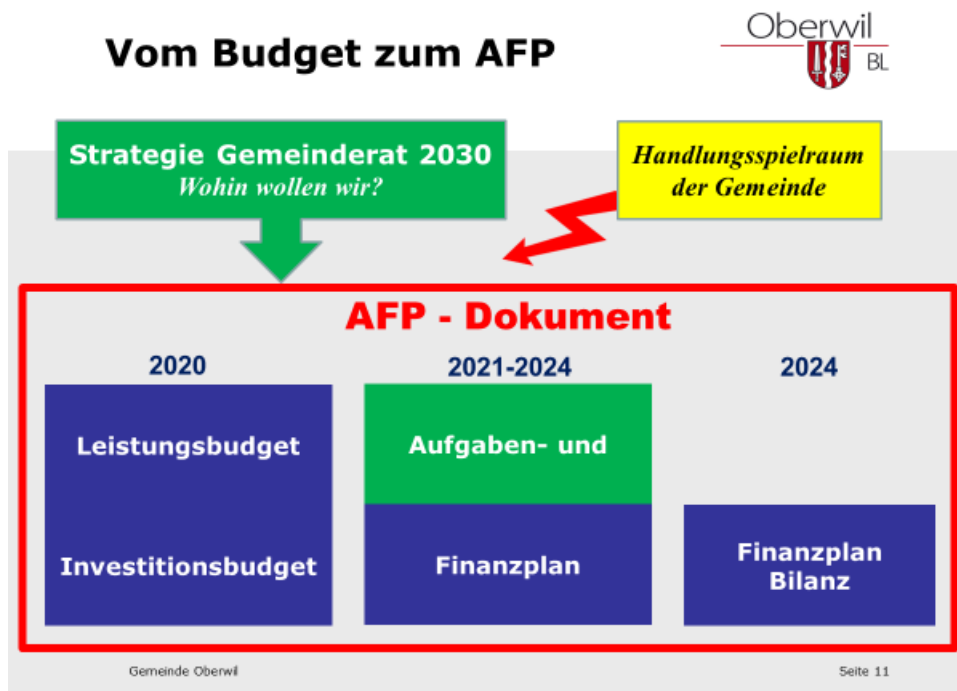 Vom Budget zum AFP
Oberwil
BL
Strategie Gemeinderat 2030
Wohin wollen wir?
Handlungsspielraum
der Gemeinde
AFP - Dokument
2020
2021-2024
2024
Leistungsbudget
Aufgaben- und
Investitionsbudget
Finanzplan
Finanzplan
Bilanz
Gemeinde Oberwil
Seite 11